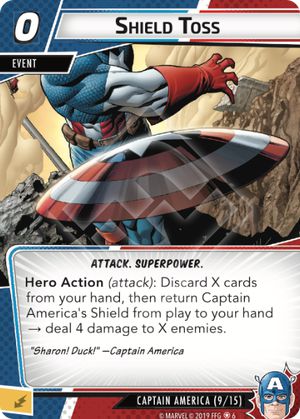 0
SHIELD TOSS
EVENT
ATTACK. SUPERPOWER.
Hero Action (attack): Discard X cards
from your hand, then return Captain
America's Shield from play to your hand
→ deal 4 damage to X enemies.
"Sharon! Duck!" —Captain America
A
CAPTAIN AMERICA (9/15)
© MARVEL © 2019 FFG 6